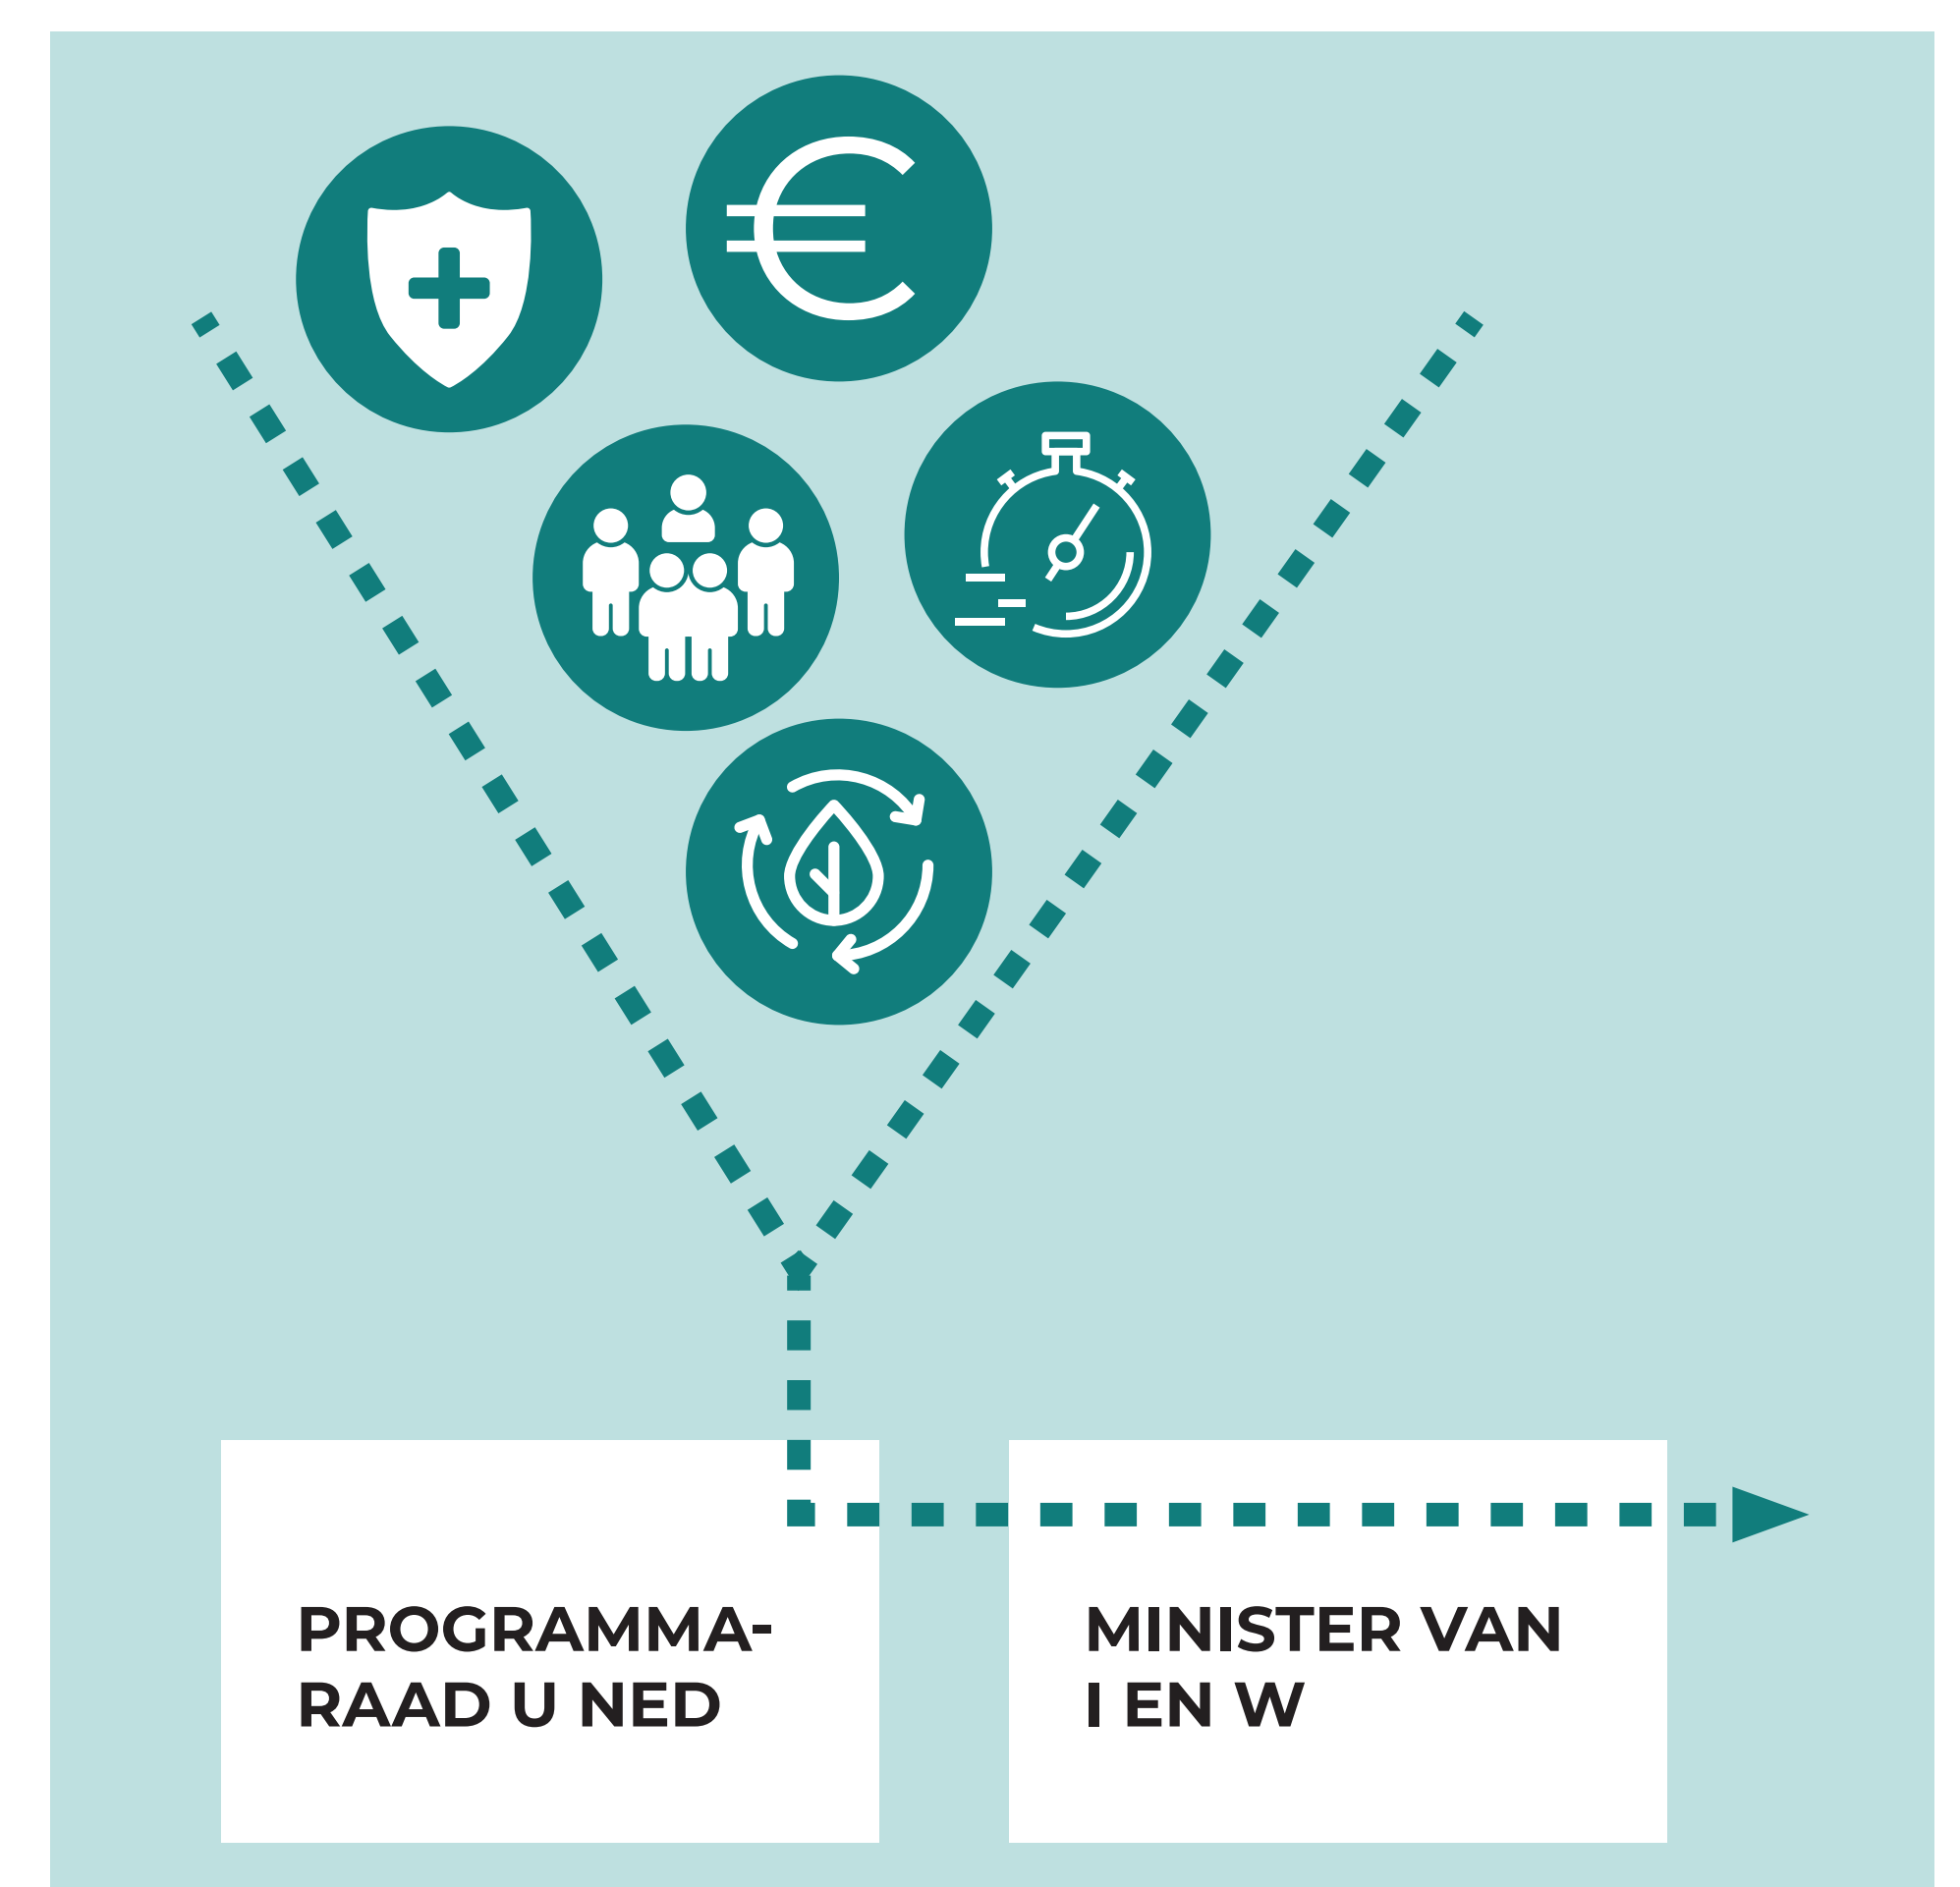 €
PROGRAMMA-
RAAD U NED
MINISTER VAN
I EN W